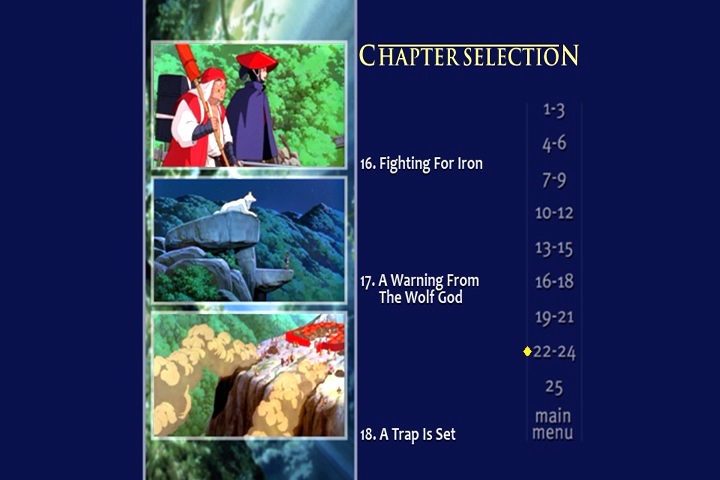 CHAPTER SELECTION
16. Fighting For Iron
17. A Warning From
The Wolf God
18. A Trap Is Set
1-3
4-6
7-9
10-12
13-15
16-18
19-21
22-24
25
main
menu